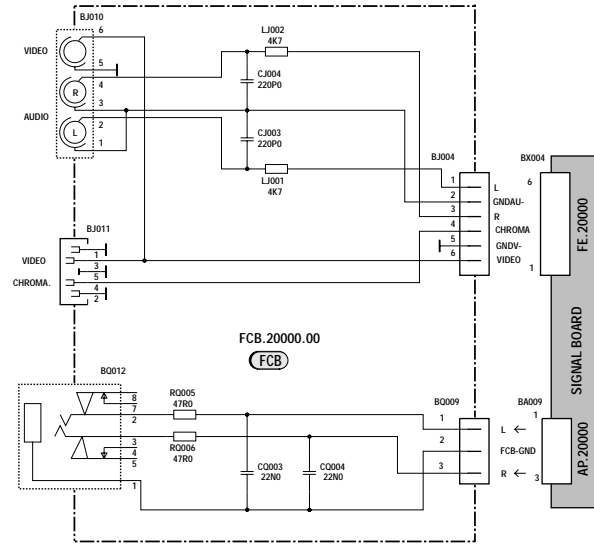 BJ010
6
VIDEO
5
R
4
AUDIO
3
L
2
1
LJ002
4K7
CJ004
220P0
CJ003
220P0
LJ001
4K7
BJ004
1 L
2 GNDAU-
3 R
4 CHROMA
5 GNDV-
6 VIDEO
BX004
6
1
FE.20000
SIGNAL BOARD
AP.20000
BJ011
1
VIDEO
3
5
CHROMA.
4
2
FCB.20000.00
FCB
BQ012
8
7
2
3
4
5
1
RQ005
47R0
RQ006
47R0
CQ003
22N0
CQ004
22N0
BQ009
1 L ←
2 FCB-GND
3 R ←
BA009
1
3